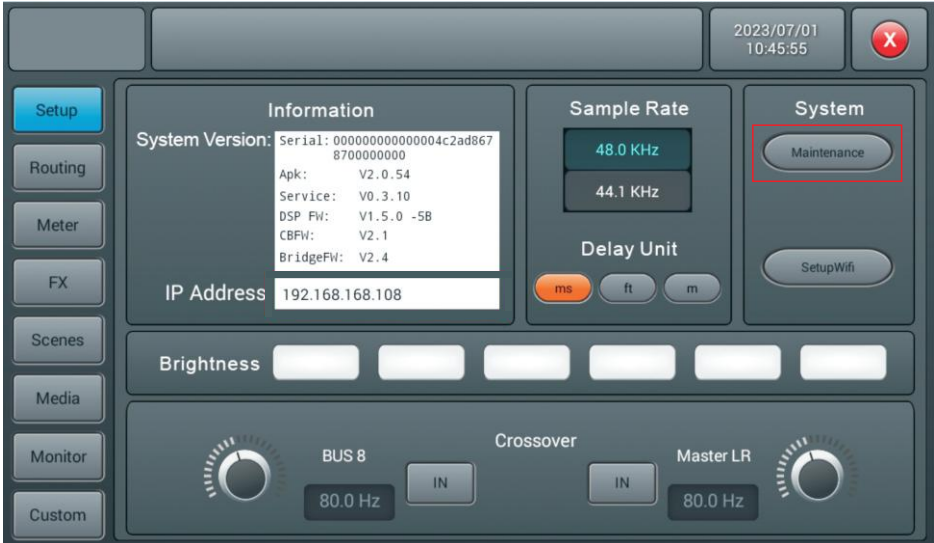 2023/07/01
10:45:55
X
Setup
Routing
Meter
FX
Scenes
Media
Monitor
Custom
Information
System Version:
Serial: 000000000000004c2ad867
8700000000
Apk: V2.0.54
Service: V0.3.10
DSP FW: V1.5.0 -5B
CBFW: V2.1
BridgeFW: V2.4
IP Address 192.168.168.108
Sample Rate
48.0 KHz
44.1 KHz
Delay Unit
ms ft m
System
Maintenance
SetupWifi
Brightness
Crossover
BUS 8
80.0 Hz
IN
IN
Master LR
80.0 Hz